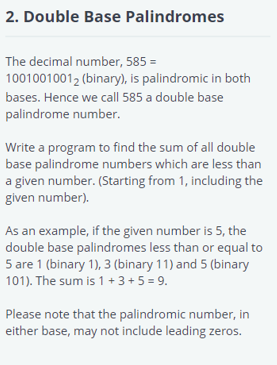 2. Double Base Palindromes
The decimal number, 585 =
1001001001₂ (binary), is palindromic in both
bases. Hence we call 585 a double base
palindrome number.
Write a program to find the sum of all double
base palindrome numbers which are less than
a given number. (Starting from 1, including the
given number).
As an example, if the given number is 5, the
double base palindromes less than or equal to
5 are 1 (binary 1), 3 (binary 11) and 5 (binary
101). The sum is 1 + 3 + 5 = 9.
Please note that the palindromic number, in
either base, may not include leading zeros.